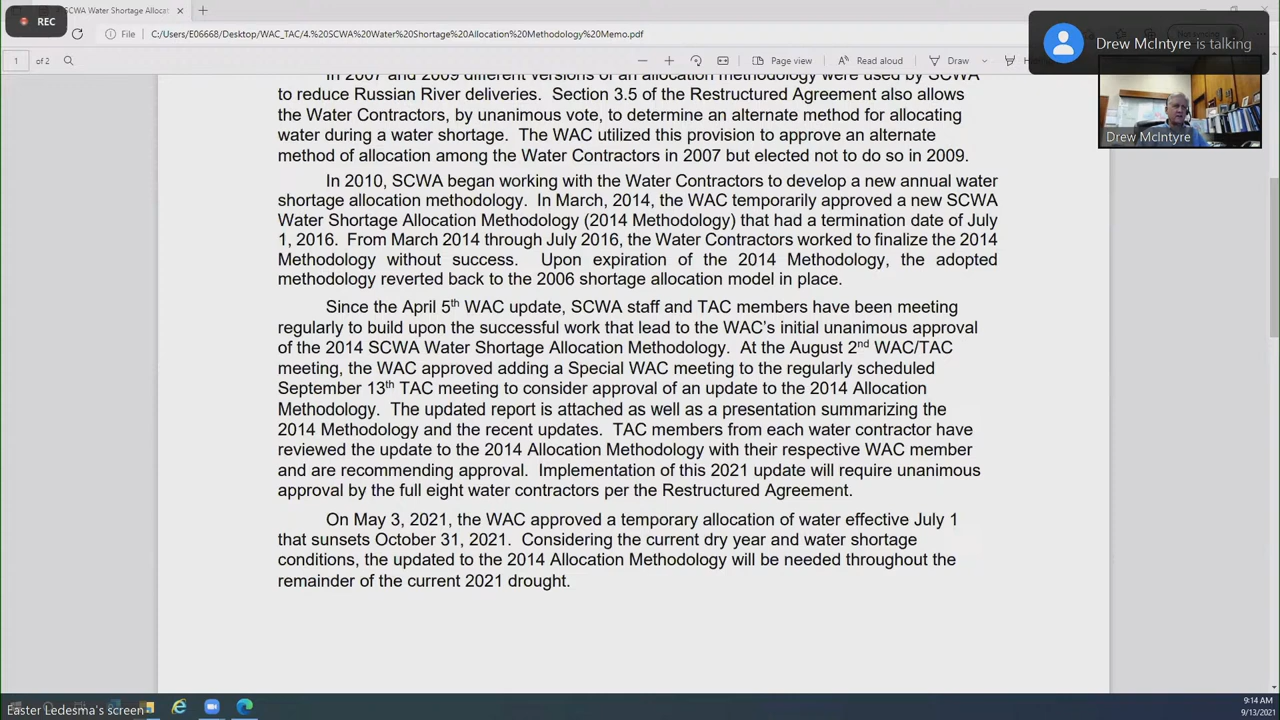 REC
SCWA Water Shortage Allocat
File
C:/Users/E06668/Desktop/WAC_TAC/4.%20SCWA%20Water%20Shortage%20Allocation%20Methodology%20Memo.pdf
Drew McIntyre is talking
Drew McIntyre
1 of 2
Page view
Read aloud
Draw
In 2007 and 2009 different versions of an allocation methodology were used by SCWA
to reduce Russian River deliveries. Section 3.5 of the Restructured Agreement also allows
the Water Contractors, by unanimous vote, to determine an alternate method for allocating
water during a water shortage. The WAC utilized this provision to approve an alternate
method of allocation among the Water Contractors in 2007 but elected not to do so in 2009.
In 2010, SCWA began working with the Water Contractors to develop a new annual water
shortage allocation methodology. In March, 2014, the WAC temporarily approved a new SCWA
Water Shortage Allocation Methodology (2014 Methodology) that had a termination date of July
1, 2016. From March 2014 through July 2016, the Water Contractors worked to finalize the 2014
Methodology without success. Upon expiration of the 2014 Methodology, the adopted
methodology reverted back to the 2006 shortage allocation model in place.
Since the April 5th WAC update, SCWA staff and TAC members have been meeting
regularly to build upon the successful work that lead to the WAC's initial unanimous approval
of the 2014 SCWA Water Shortage Allocation Methodology. At the August 2nd WAC/TAC
meeting, the WAC approved adding a Special WAC meeting to the regularly scheduled
September 13th TAC meeting to consider approval of an update to the 2014 Allocation
Methodology. The updated report is attached as well as a presentation summarizing the
2014 Methodology and the recent updates. TAC members from each water contractor have
reviewed the update to the 2014 Allocation Methodology with their respective WAC member
and are recommending approval. Implementation of this 2021 update will require unanimous
approval by the full eight water contractors per the Restructured Agreement.
On May 3, 2021, the WAC approved a temporary allocation of water effective July 1
that sunsets October 31, 2021. Considering the current dry year and water shortage
conditions, the updated to the 2014 Allocation Methodology will be needed throughout the
remainder of the current 2021 drought.
Easter Ledesma's screen
9:14 AM
9/13/2021